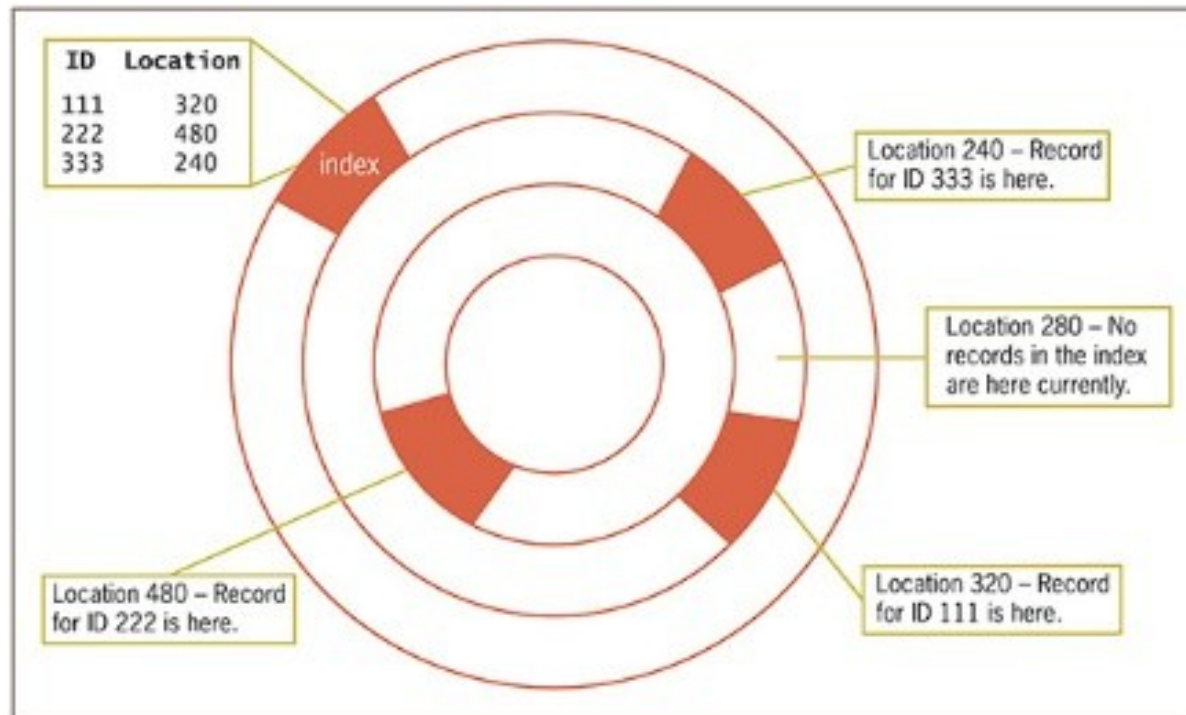 ID Location
111 320
222 480
333 240
index
Location 240 – Record
for ID 333 is here.
Location 280 – No
records in the index
are here currently.
Location 480 – Record
for ID 222 is here.
Location 320 – Record
for ID 111 is here.